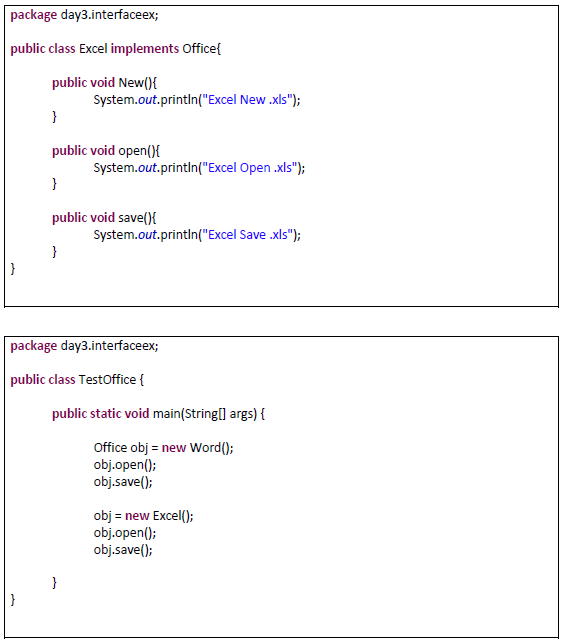 package day3.interfaceex;
public class Excel implements Office{
public void New(){
System.out.println("Excel New .xls");
}
public void open(){
System.out.println("Excel Open .xls");
}
public void save(){
System.out.println("Excel Save .xls");
}
}
package day3.interfaceex;
public class TestOffice {
public static void main(String[] args) {
Office obj = new Word();
obj.open();
obj.save();
obj = new Excel();
obj.open();
obj.save();
}
}